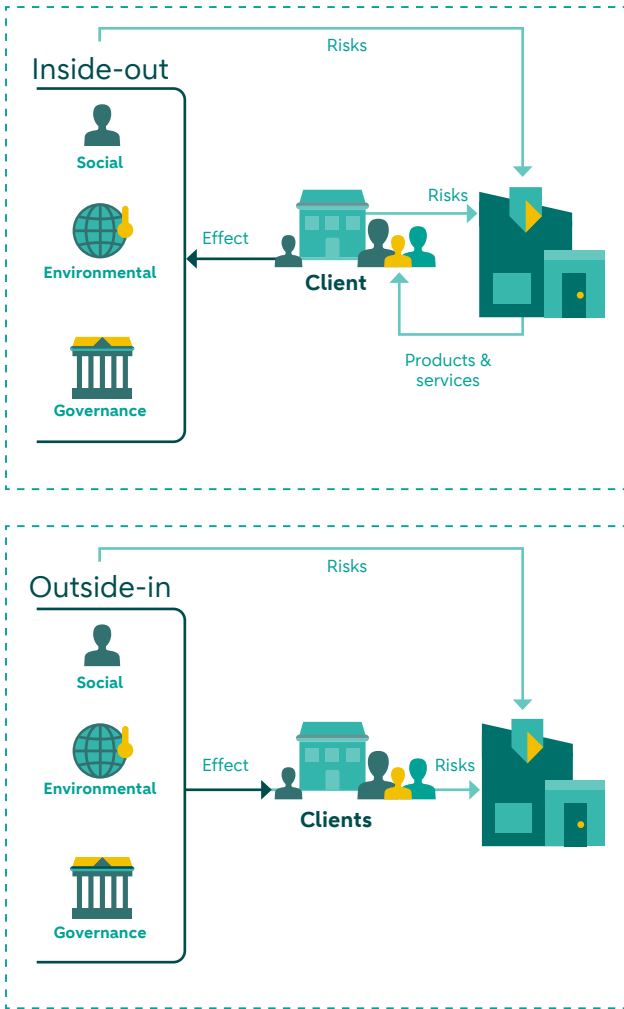 Risks
Inside-out
Social
Risks
Effect
Environmental
Client
Products &
services
Governance
Risks
Outside-in
Social
Effect
Risks
Environmental
Clients
Governance